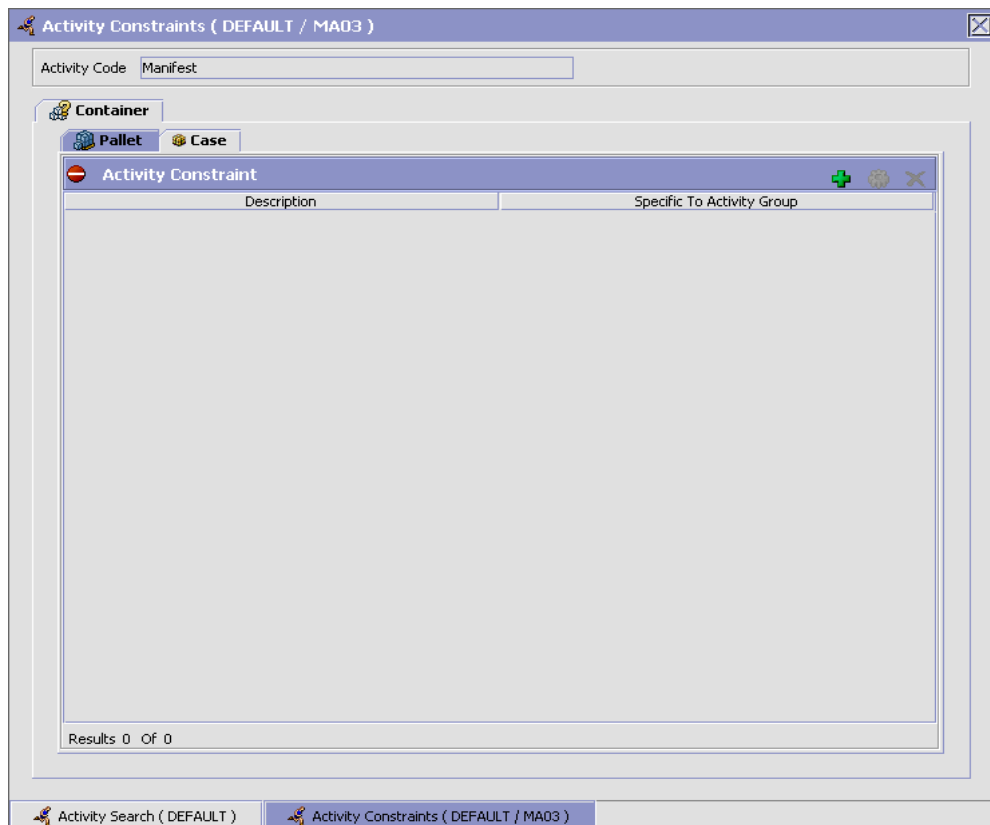 Activity Constraints ( DEFAULT / MA03 )
Activity Code Manifest
Container
Pallet Case
Activity Constraint
Description Specific To Activity Group
Results 0 Of 0
Activity Search ( DEFAULT ) Activity Constraints ( DEFAULT / MA03 )